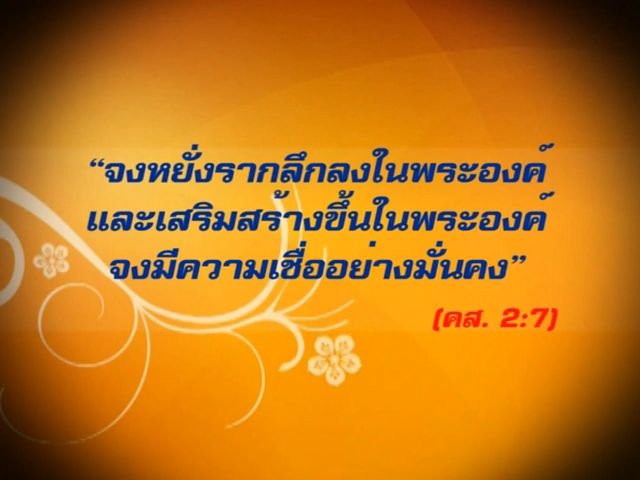 “จงหยั่งรากลึกลงในพระองค์
และเสริมสร้างขึ้นในพระองค์
จงมีความเชื่ออย่างมั่นคง”
(คส. 2:7)